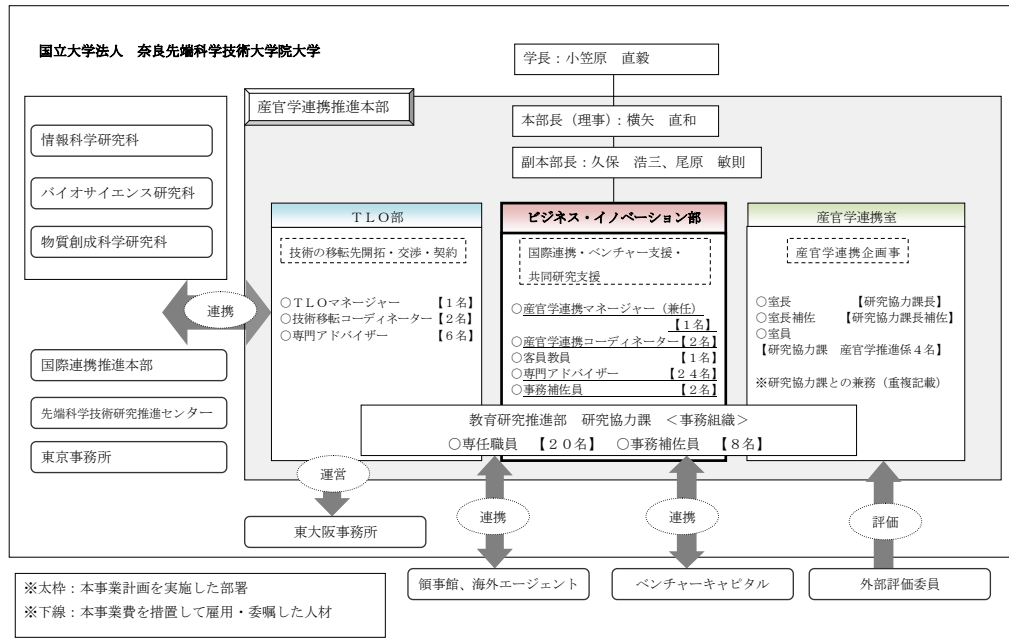 国立大学法人　奈良先端科学技術大学院大学
学長：小笠原　直毅
産官学連携推進本部
本部長（理事）：横矢　直和
副本部長：久保　浩三、尾原　敏則
情報科学研究科
バイオサイエンス研究科
物質創成科学研究科
連携
国際連携推進本部
先端科学技術研究推進センター
東京事務所
ＴＬＯ部
技術の移転先開拓・交渉・契約
○ＴＬＯマネージャー　【１名】
○技術移転コーディネーター【２名】
○専門アドバイザー　【６名】
ビジネス・イノベーション部
国際連携・ベンチャー支援・
共同研究支援
○産官学連携マネージャー（兼任）
【１名】
○産官学連携コーディネーター【２名】
○客員教員　【１名】
○専門アドバイザー　【２４名】
○事務補佐員　【２名】
産官学連携室
産官学連携企画事
○室長　【研究協力課長】
○室長補佐　【研究協力課長補佐】
○室員
【研究協力課　産官学推進係４名】
※研究協力課との兼務（重複記載）
教育研究推進部　研究協力課　＜事務組織＞
○専任職員　【２０名】　○事務補佐員　【８名】
運営
連携
連携
評価
東大阪事務所
領事館、海外エージェント
ベンチャーキャピタル
外部評価委員
※太枠：本事業計画を実施した部署
※下線：本事業費を措置して雇用・委嘱した人材